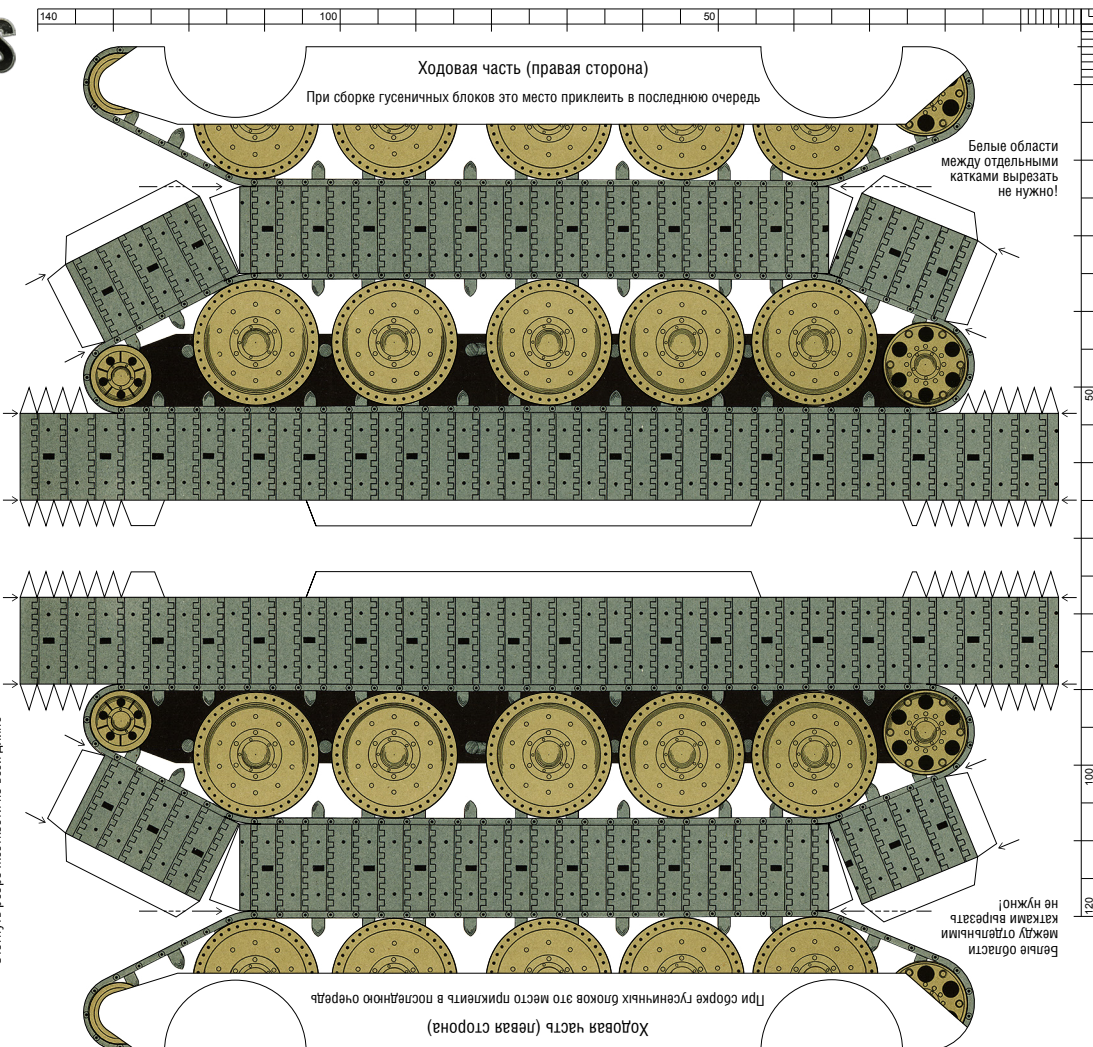 140
100
50
Ходовая часть (правая сторона)
При сборке гусеничных блоков это место приклеить в последнюю очередь
Белые области
между отдельными
катками вырезать
не нужно!
50
100
120
Белые области
между отдельными
катками вырезать
не нужно!
При сборке гусеничных блоков это место приклеить в последнюю очередь
Ходовая часть (левая сторона)